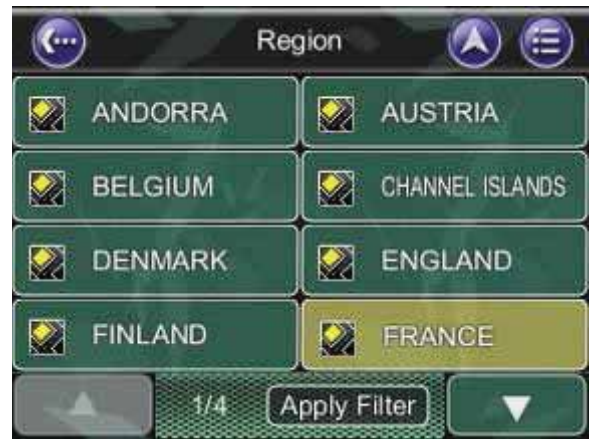 Region
ANDORRA
AUSTRIA
BELGIUM
CHANNEL ISLANDS
DENMARK
ENGLAND
FINLAND
FRANCE
1/4
Apply Filter